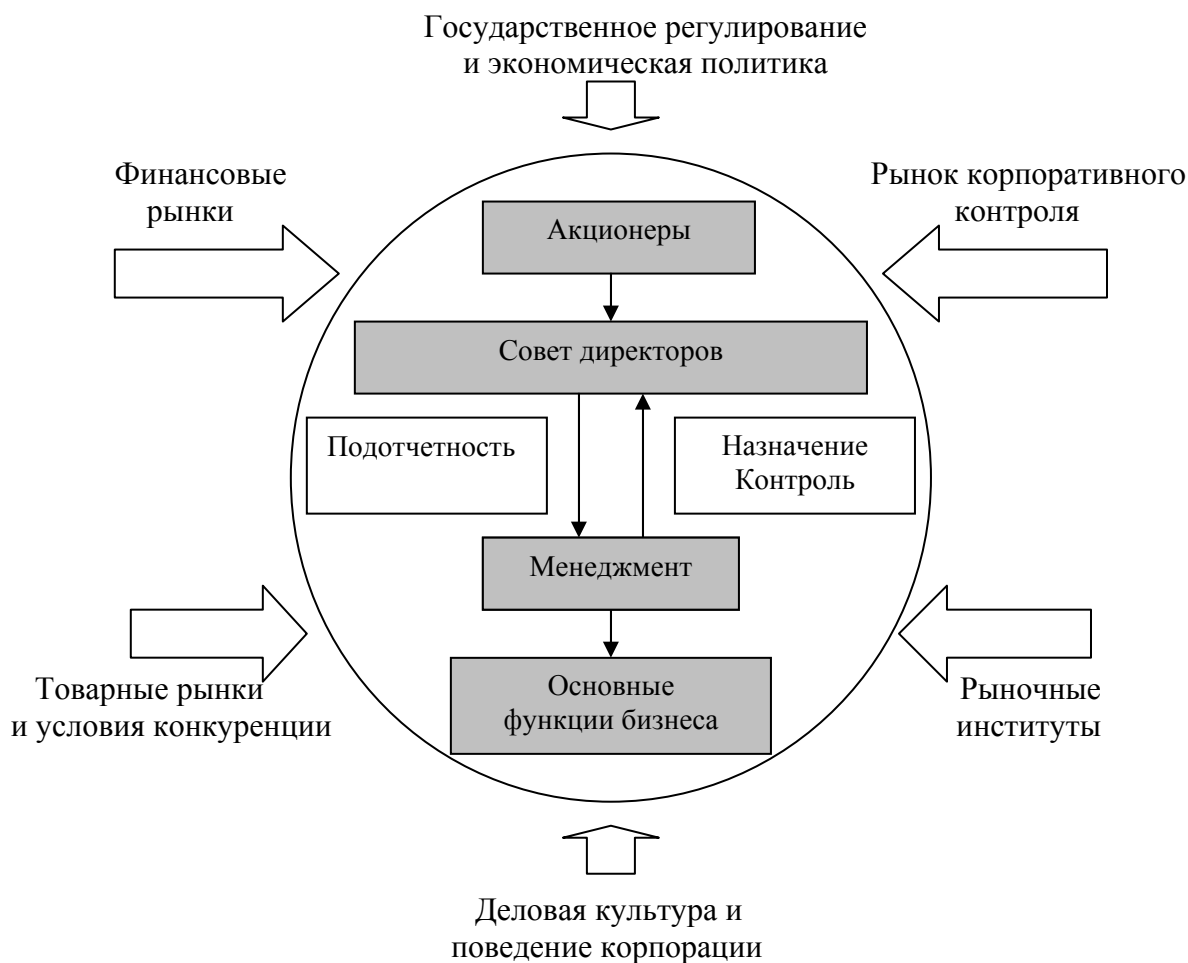 Государственное регулирование
и экономическая политика
Финансовые
рынки
Рынок корпоративного
контроля
Акционеры
Совет директоров
Подотчетность
Назначение
Контроль
Менеджмент
Основные
функции бизнеса
Товарные рынки
и условия конкуренции
Рыночные
институты
Деловая культура и
поведение корпорации